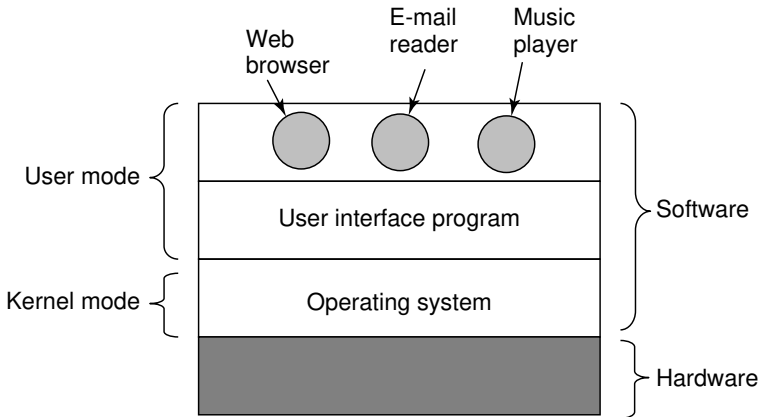 Web
browser
E-mail
reader
Music
player
User mode
User interface program
Software
Kernel mode
Operating system
Hardware